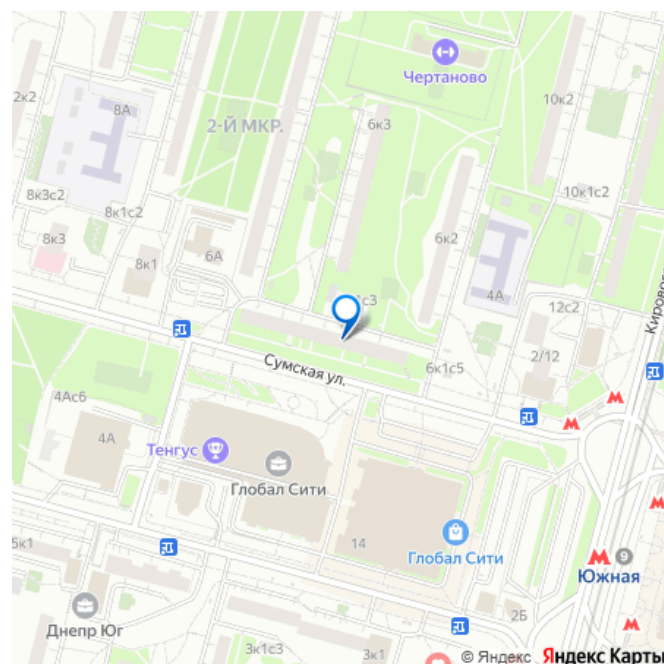 Чертаново
2к2
8А
10к2
2-Й МКР.
6к3
8к3с2
10к1с2
8к1с2
8к3
6А
6к2
8к1
4А
1с3
12с2
Кирово
2/12
Сумская ул.
6к1с5
4Ас6
4А
Тенгус
Глобал Сити
5к1
14
Глобал Сити
9
Южная
2Б
Днепр Юг
3к1с3
3к1
© Яндекс
Яндекс Карты